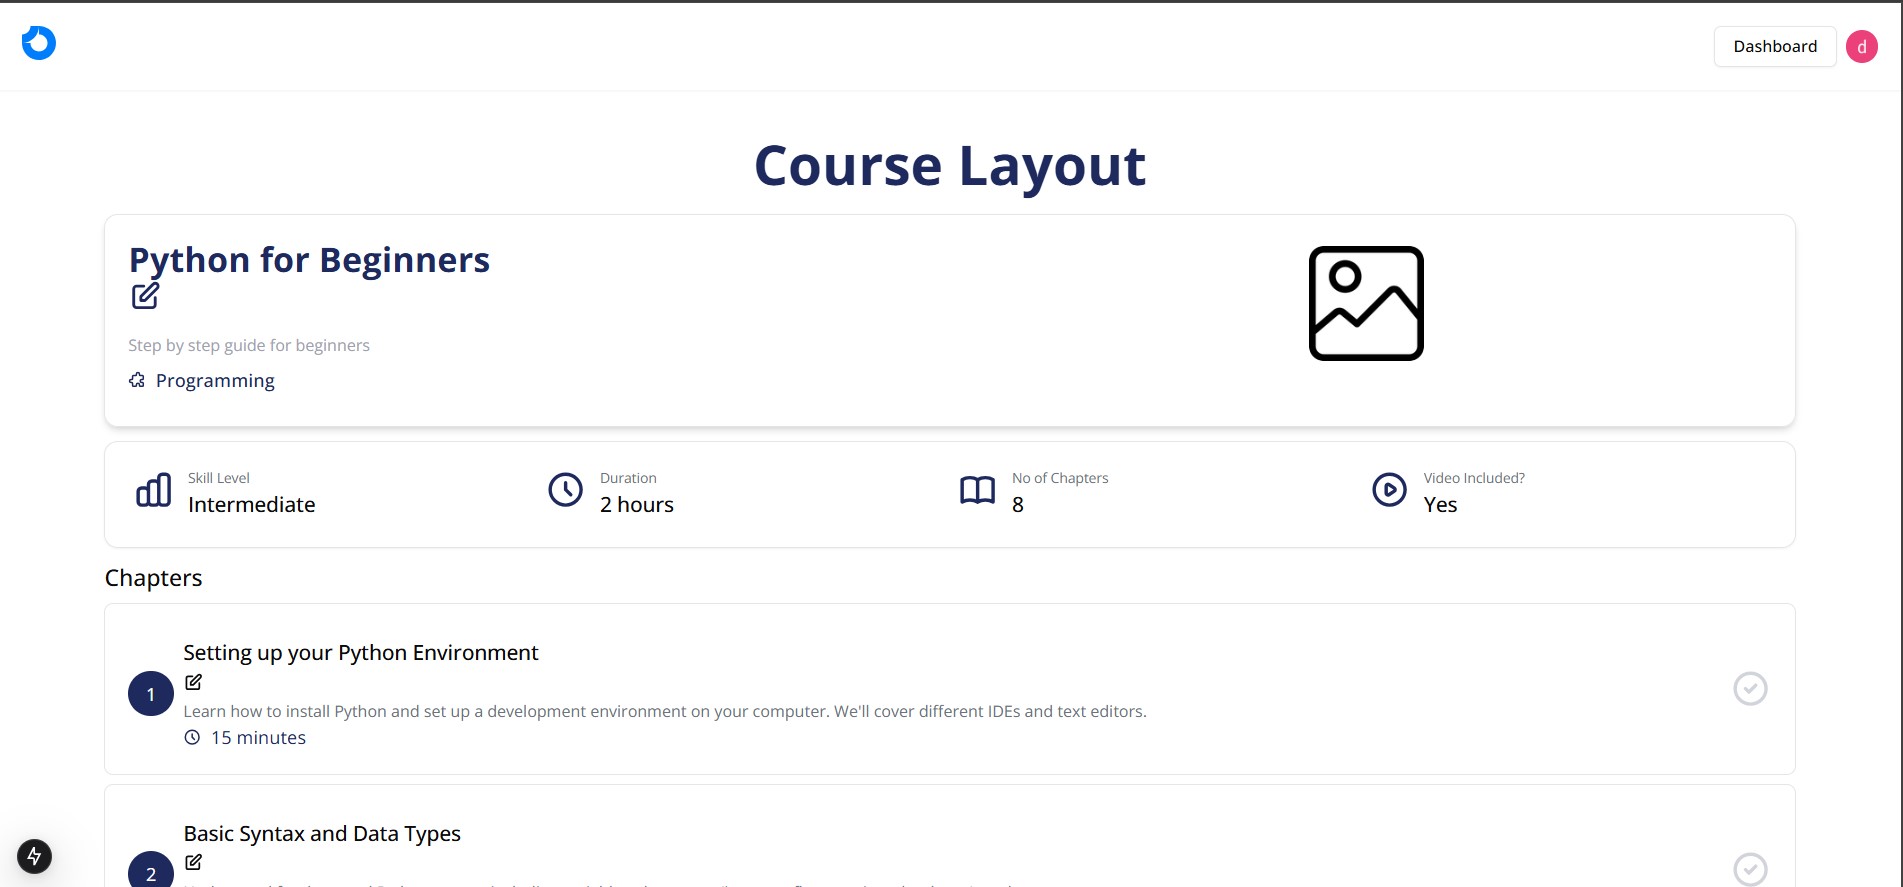 Dashboard
d
Course Layout
Python for Beginners
Step by step guide for beginners
Programming
Skill Level
Intermediate
Duration
2 hours
No of Chapters
8
Video Included?
Yes
Chapters
1
Setting up your Python Environment
Learn how to install Python and set up a development environment on your computer. We'll cover different IDEs and text editors.
15 minutes
2
Basic Syntax and Data Types